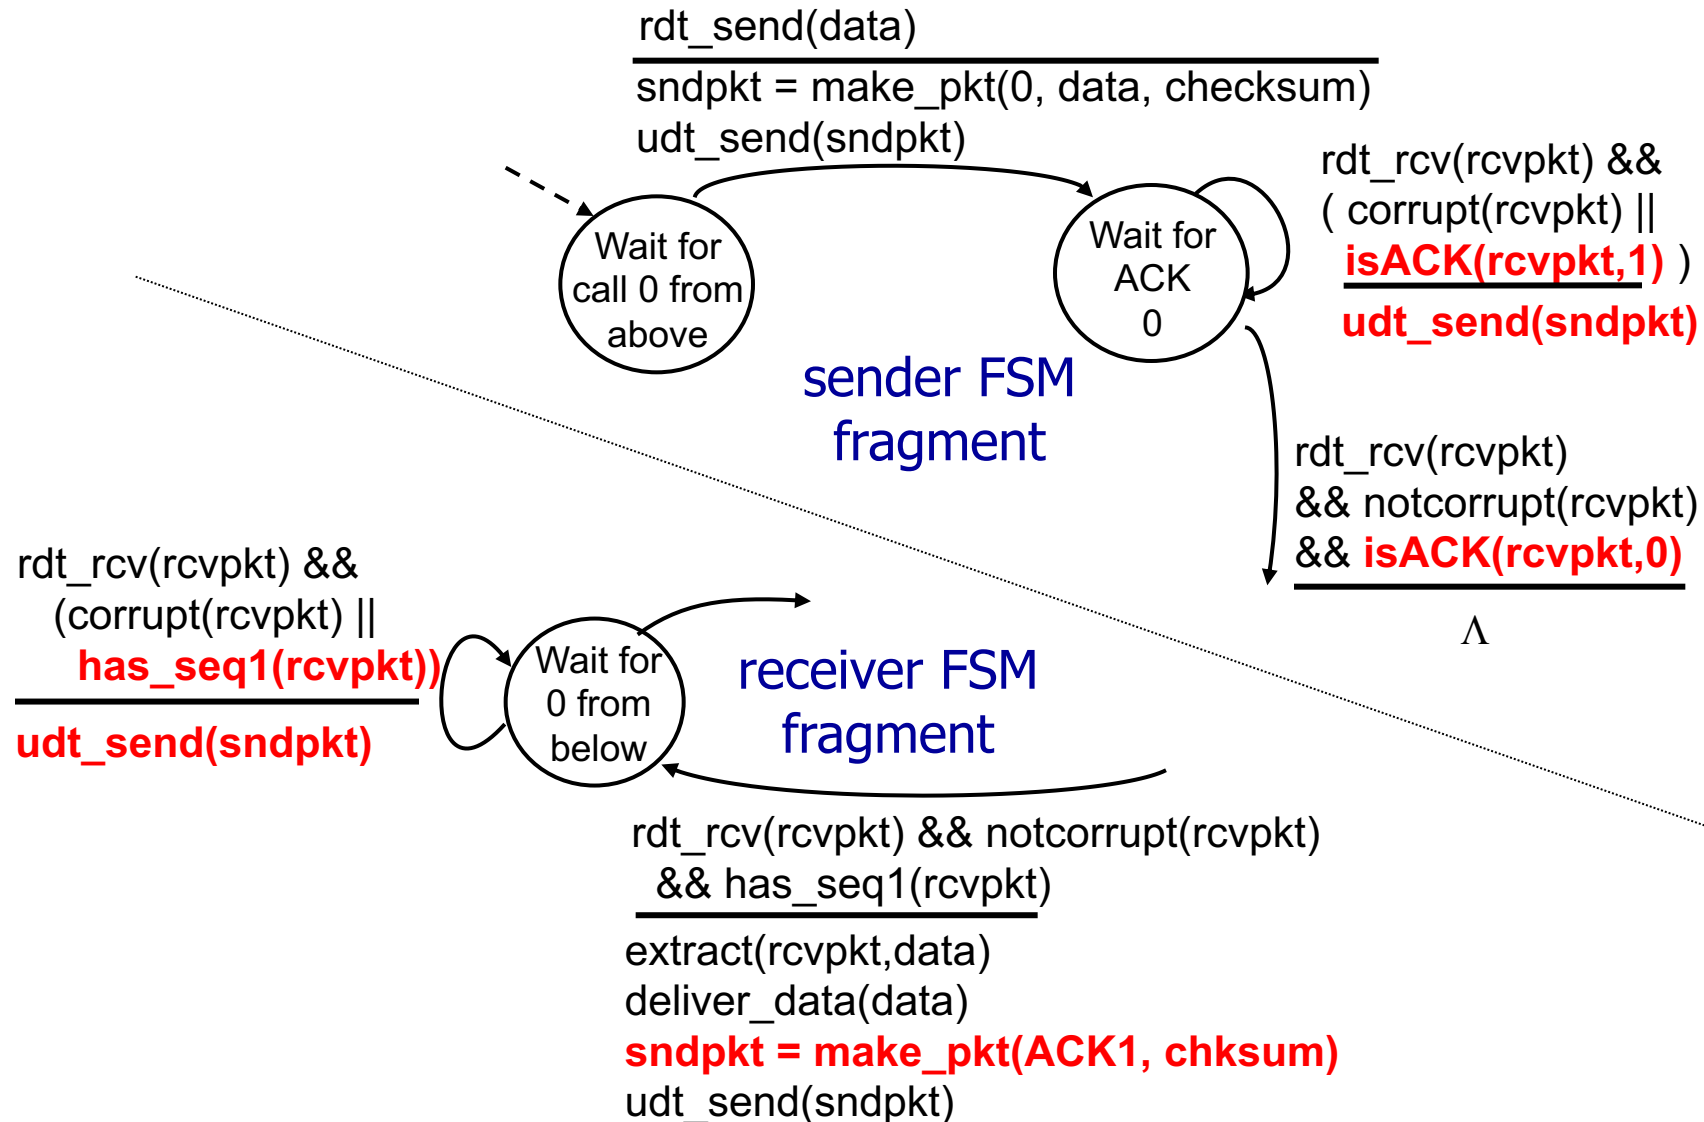 rdt_send(data)
sndpkt = make_pkt(0, data, checksum)
udt_send(sndpkt)
Wait for
call 0 from
above
Wait for
ACK
0
rdt_rcv(rcvpkt) &&
( corrupt(rcvpkt) ||
isACK(rcvpkt,1) )
udt_send(sndpkt)
sender FSM
fragment
rdt_rcv(rcvpkt)
&& notcorrupt(rcvpkt)
&& isACK(rcvpkt,0)
Λ
rdt_rcv(rcvpkt) &&
(corrupt(rcvpkt) ||
has_seq1(rcvpkt))
udt_send(sndpkt)
Wait for
0 from
below
receiver FSM
fragment
rdt_rcv(rcvpkt) && notcorrupt(rcvpkt)
&& has_seq1(rcvpkt)
extract(rcvpkt,data)
deliver_data(data)
sndpkt = make_pkt(ACK1, chksum)
udt_send(sndpkt)